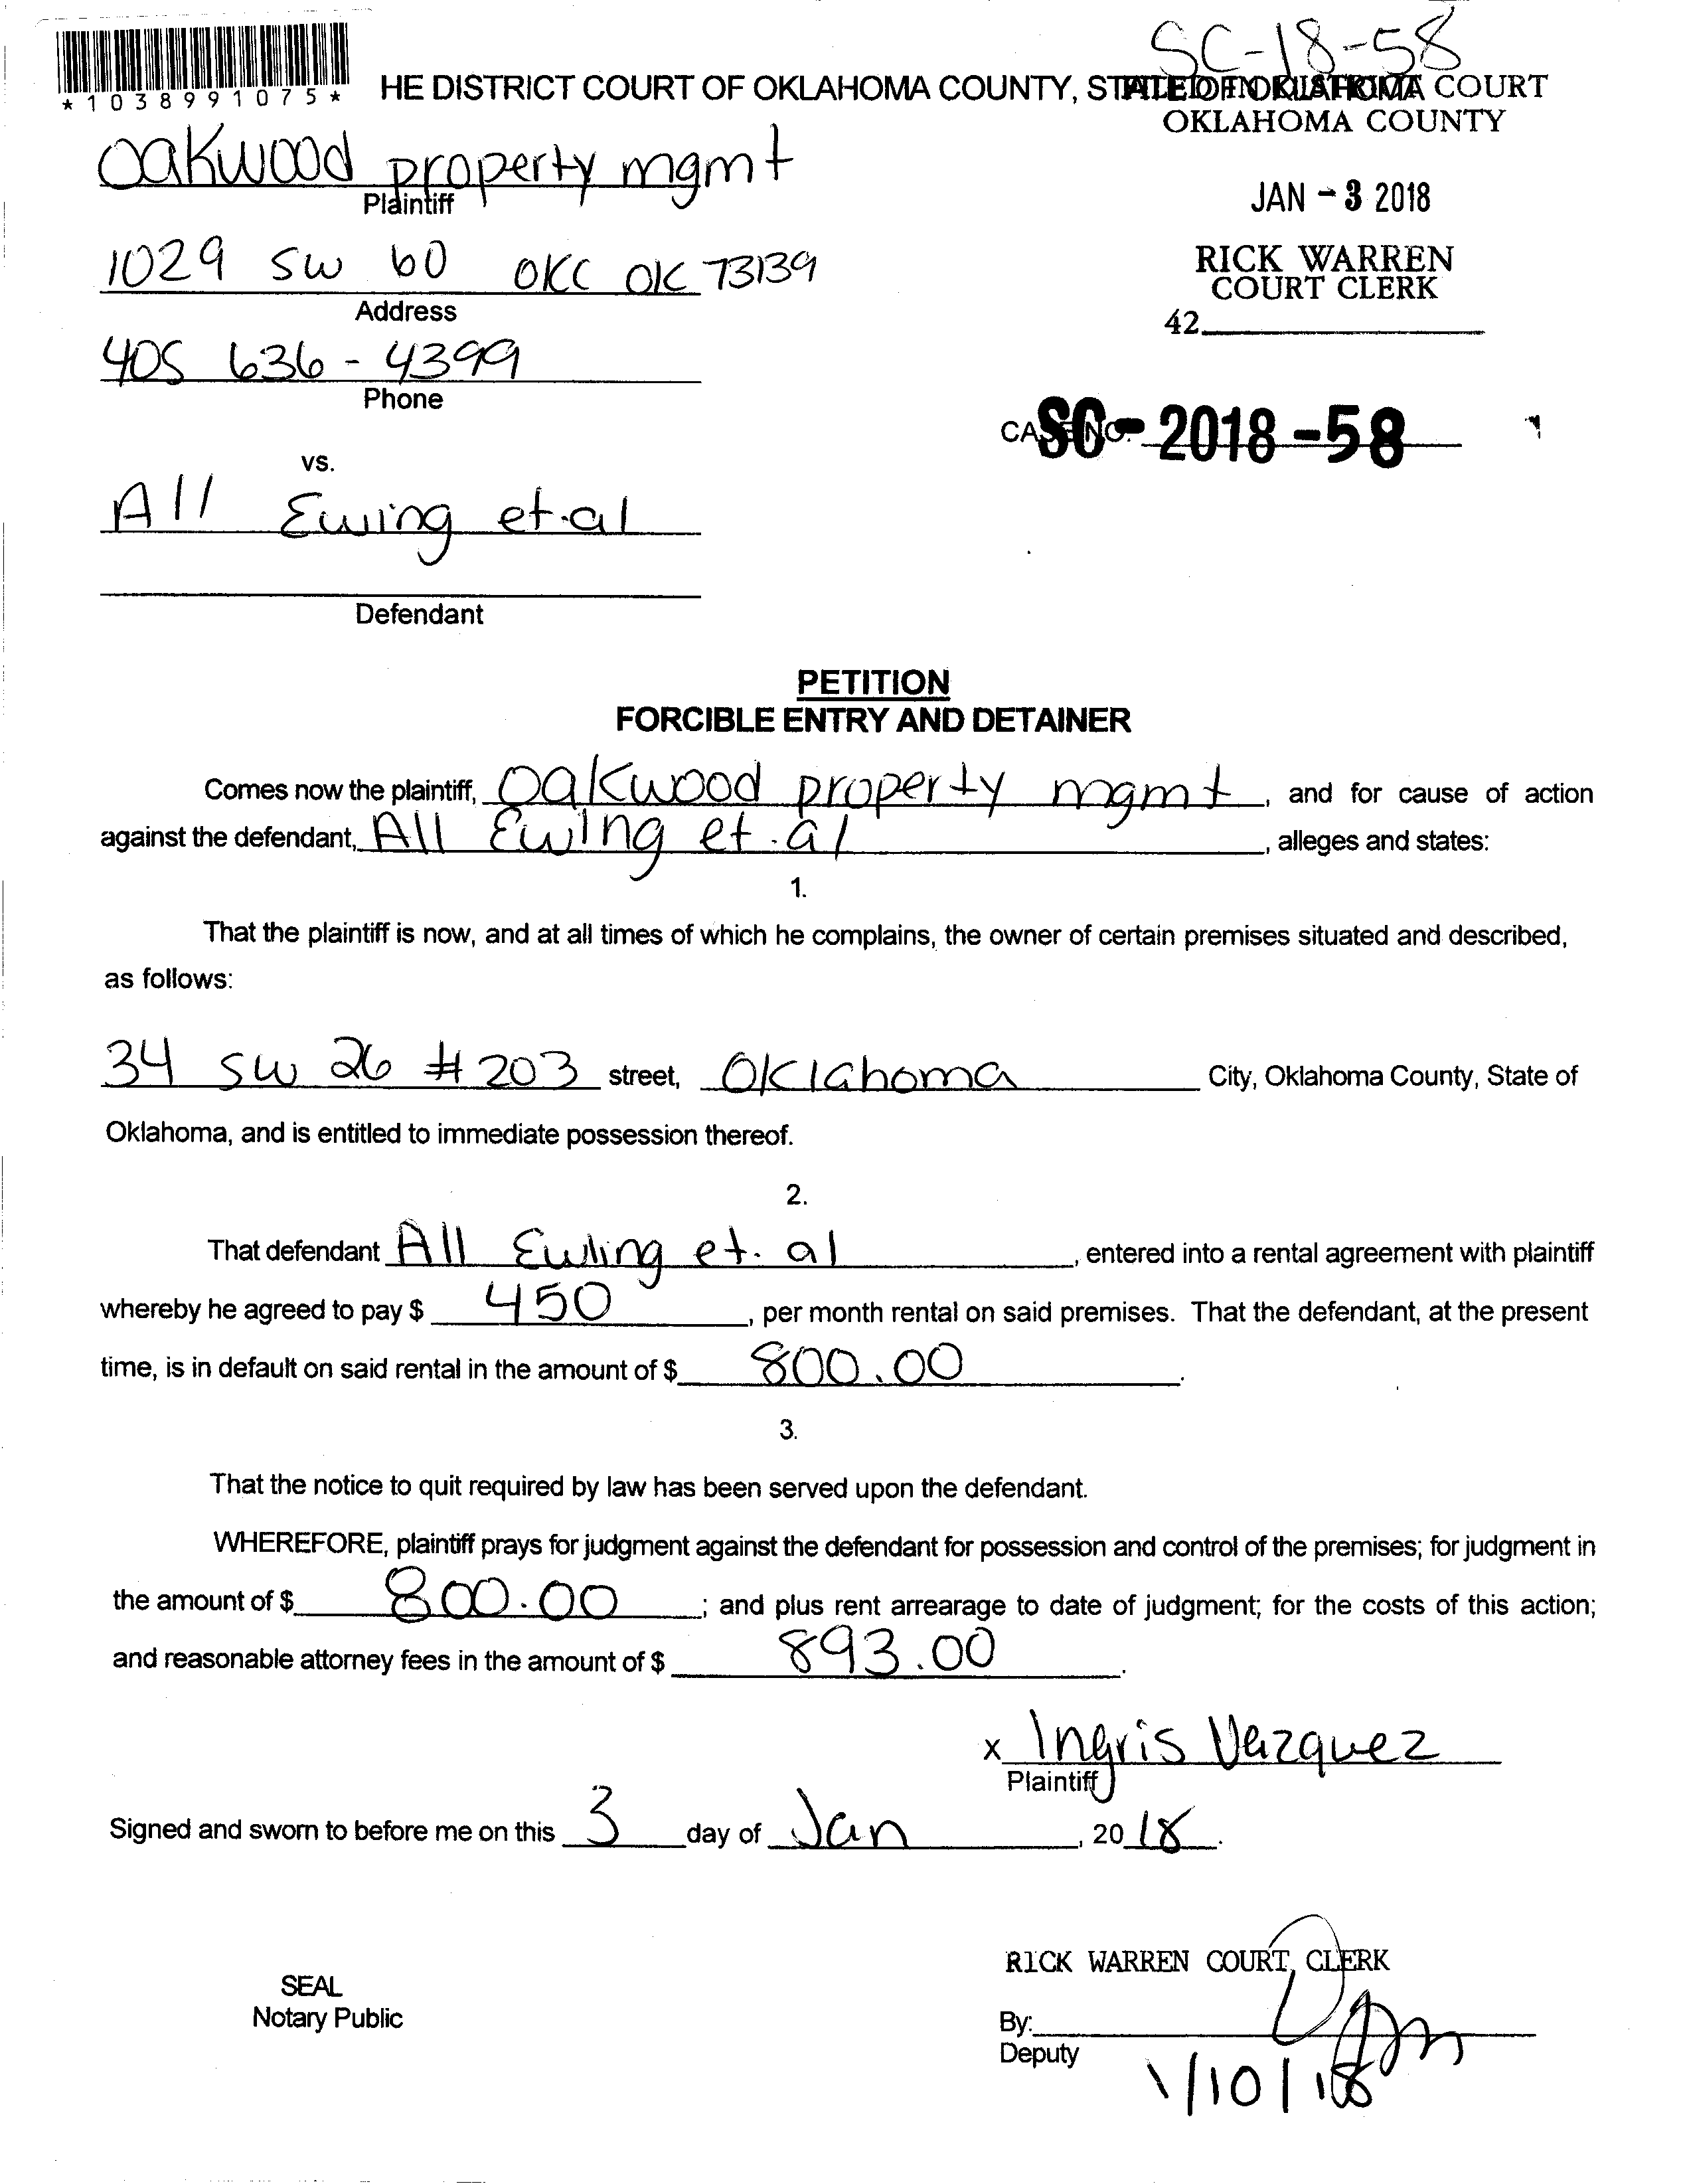 SC-18-58
*1038991075*
HE DISTRICT COURT OF OKLAHOMA COUNTY, STATE OF OKLAHOMA
FILED IN DISTRICT COURT
OKLAHOMA COUNTY
Oakwood property mgmt
Plaintiff
JAN - 3 2018
1029 SW 60 OKC OK 73139
Address
RICK WARREN
COURT CLERK
42
405 636-4399
Phone
CASE NO. SC-2018-58
vs.
All Ewing et.al
Defendant
PETITION
FORCIBLE ENTRY AND DETAINER
Comes now the plaintiff, Oakwood property mgmt, and for cause of action
against the defendant, All Ewing et.al, alleges and states:
1.
That the plaintiff is now, and at all times of which he complains, the owner of certain premises situated and described,
as follows:
34 SW 26 # 203 street, Oklahoma City, Oklahoma County, State of
Oklahoma, and is entitled to immediate possession thereof.
2.
That defendant All Ewing et. al, entered into a rental agreement with plaintiff
whereby he agreed to pay $ 450, per month rental on said premises. That the defendant, at the present
time, is in default on said rental in the amount of $ 800.00.
3.
That the notice to quit required by law has been served upon the defendant.
WHEREFORE, plaintiff prays for judgment against the defendant for possession and control of the premises; for judgment in
the amount of $ 800.00; and plus rent arrearage to date of judgment; for the costs of this action;
and reasonable attorney fees in the amount of $ 893.00.
x Ingris Vazquez
Plaintiff
Signed and sworn to before me on this 3 day of Jan, 2018.
RICK WARREN COURT CLERK
SEAL
Notary Public
By:
Deputy
1/10/18